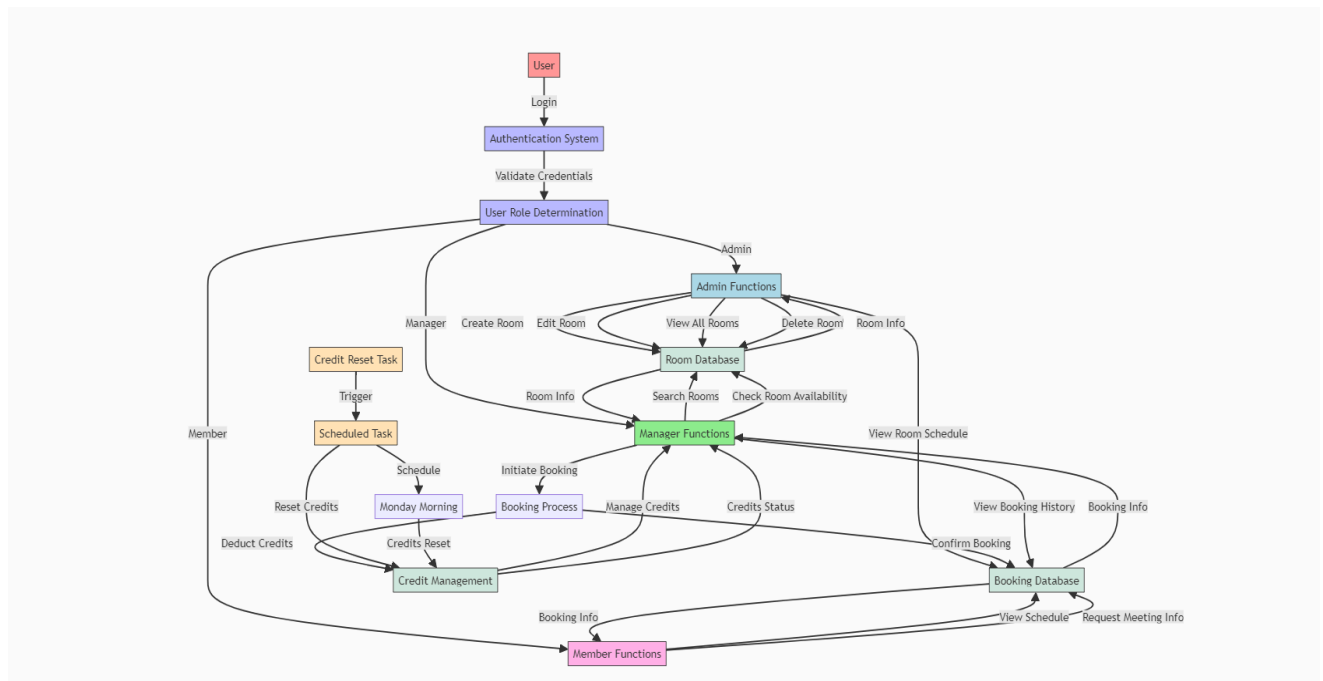 User
Login
Authentication System
Validate Credentials
User Role Determination
Admin
Admin Functions
Manager
Create Room
Edit Room
View All Rooms
Delete Room
Room Info
Credit Reset Task
Room Database
Trigger
Room Info
Search Rooms
Check Room Availability
Member
Scheduled Task
Manager Functions
View Room Schedule
Schedule
Initiate Booking
Reset Credits
Monday Morning
Booking Process
Manage Credits
Credits Status
View Booking History
Booking Info
Deduct Credits
Credits Reset
Confirm Booking
Credit Management
Booking Database
Booking Info
View Schedule
Request Meeting Info
Member Functions